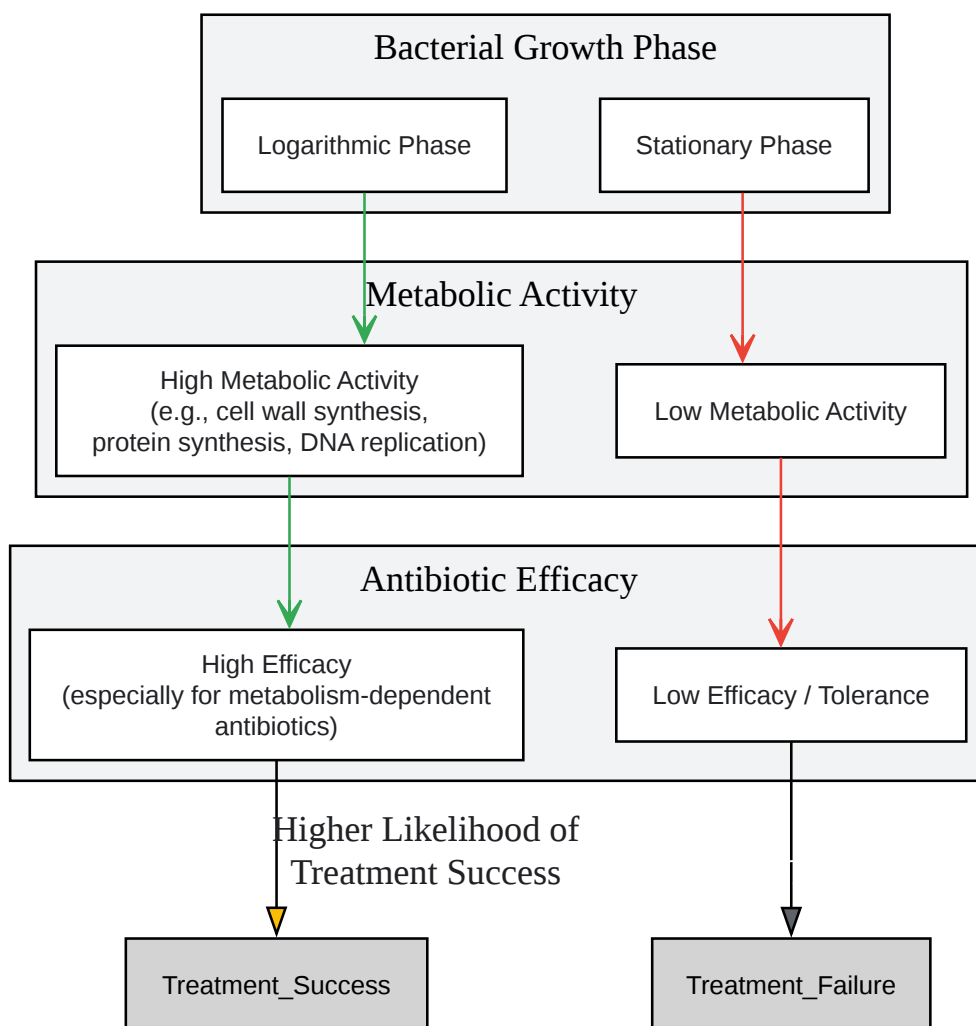 Bacterial Growth Phase
Logarithmic Phase
Stationary Phase
Metabolic Activity
High Metabolic Activity
(e.g., cell wall synthesis,
protein synthesis, DNA replication)
Low Metabolic Activity
Antibiotic Efficacy
High Efficacy
(especially for metabolism-dependent
antibiotics)
Low Efficacy / Tolerance
Higher Likelihood of
Treatment Success
Treatment_Success
Treatment_Failure